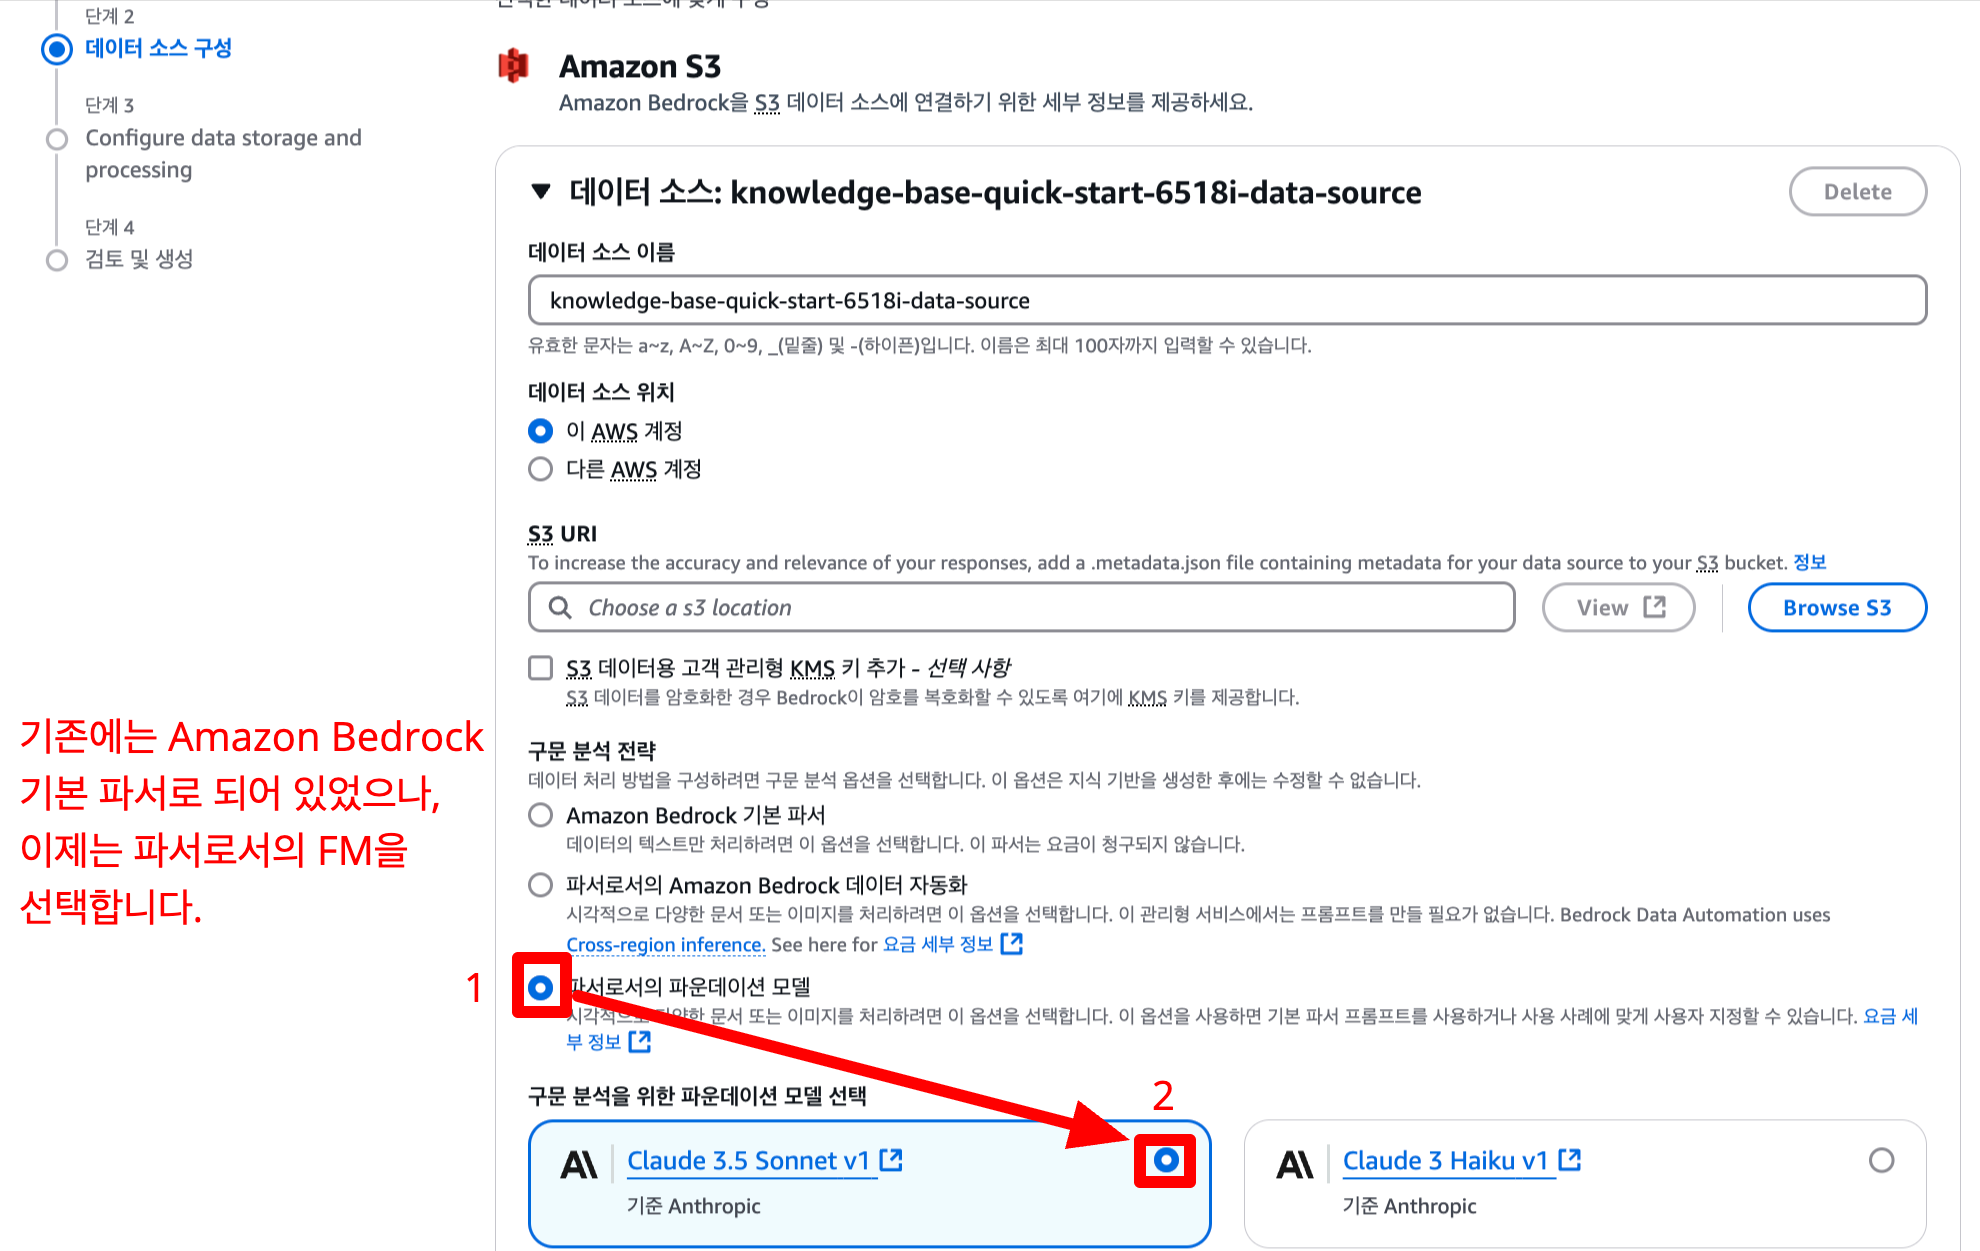 단계 2
데이터 소스 구성
단계 3
Configure data storage and
processing
단계 4
검토 및 생성
Amazon S3
Amazon Bedrock을 S3 데이터 소스에 연결하기 위한 세부 정보를 제공하세요.
데이터 소스: knowledge-base-quick-start-6518i-data-source
Delete
데이터 소스 이름
knowledge-base-quick-start-6518i-data-source
유효한 문자는 a~z, A~Z, 0~9, _(밑줄) 및 -(하이픈)입니다. 이름은 최대 100자까지 입력할 수 있습니다.
데이터 소스 위치
이 AWS 계정
다른 AWS 계정
S3 URI
To increase the accuracy and relevance of your responses, add a .metadata.json file containing metadata for your data source to your S3 bucket. 정보
Choose a s3 location
View
Browse S3
S3 데이터용 고객 관리형 KMS 키 추가 - 선택 사항
S3 데이터를 암호화한 경우 Bedrock이 암호를 복호화할 수 있도록 여기에 KMS 키를 제공합니다.
기존에는 Amazon Bedrock
기본 파서로 되어 있었으나,
이제는 파서로서의 FM을
선택합니다.
구문 분석 전략
데이터 처리 방법을 구성하려면 구문 분석 옵션을 선택합니다. 이 옵션은 지식 기반을 생성한 후에는 수정할 수 없습니다.
Amazon Bedrock 기본 파서
데이터의 텍스트만 처리하려면 이 옵션을 선택합니다. 이 파서는 요금이 청구되지 않습니다.
파서로서의 Amazon Bedrock 데이터 자동화
시각적으로 다양한 문서 또는 이미지를 처리하려면 이 옵션을 선택합니다. 이 관리형 서비스에서는 프롬프트를 만들 필요가 없습니다. Bedrock Data Automation uses
Cross-region inference. See here for 요금 세부 정보
1
파서로서의 파운데이션 모델
시각적으로 다양한 문서 또는 이미지를 처리하려면 이 옵션을 선택합니다. 이 옵션을 사용하면 기본 파서 프롬프트를 사용하거나 사용 사례에 맞게 사용자 지정할 수 있습니다. 요금 세
부 정보
구문 분석을 위한 파운데이션 모델 선택
2
Claude 3.5 Sonnet v1
기준 Anthropic
Claude 3 Haiku v1
기준 Anthropic